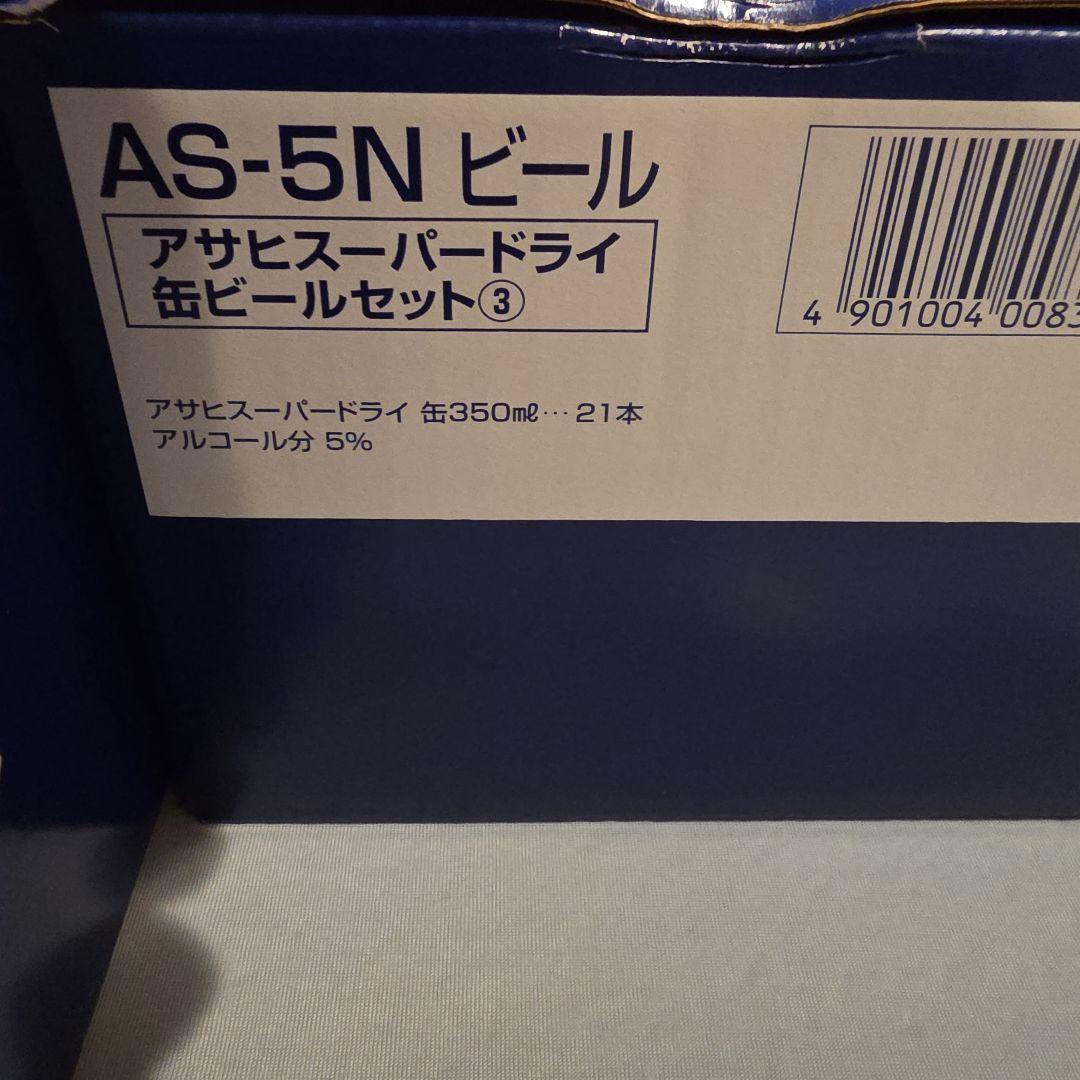 AS-5N ビール
アサヒスーパードライ
缶ビールセット③
4 901004 0083
アサヒスーパードライ 缶350㎖…21本
アルコール分 5%